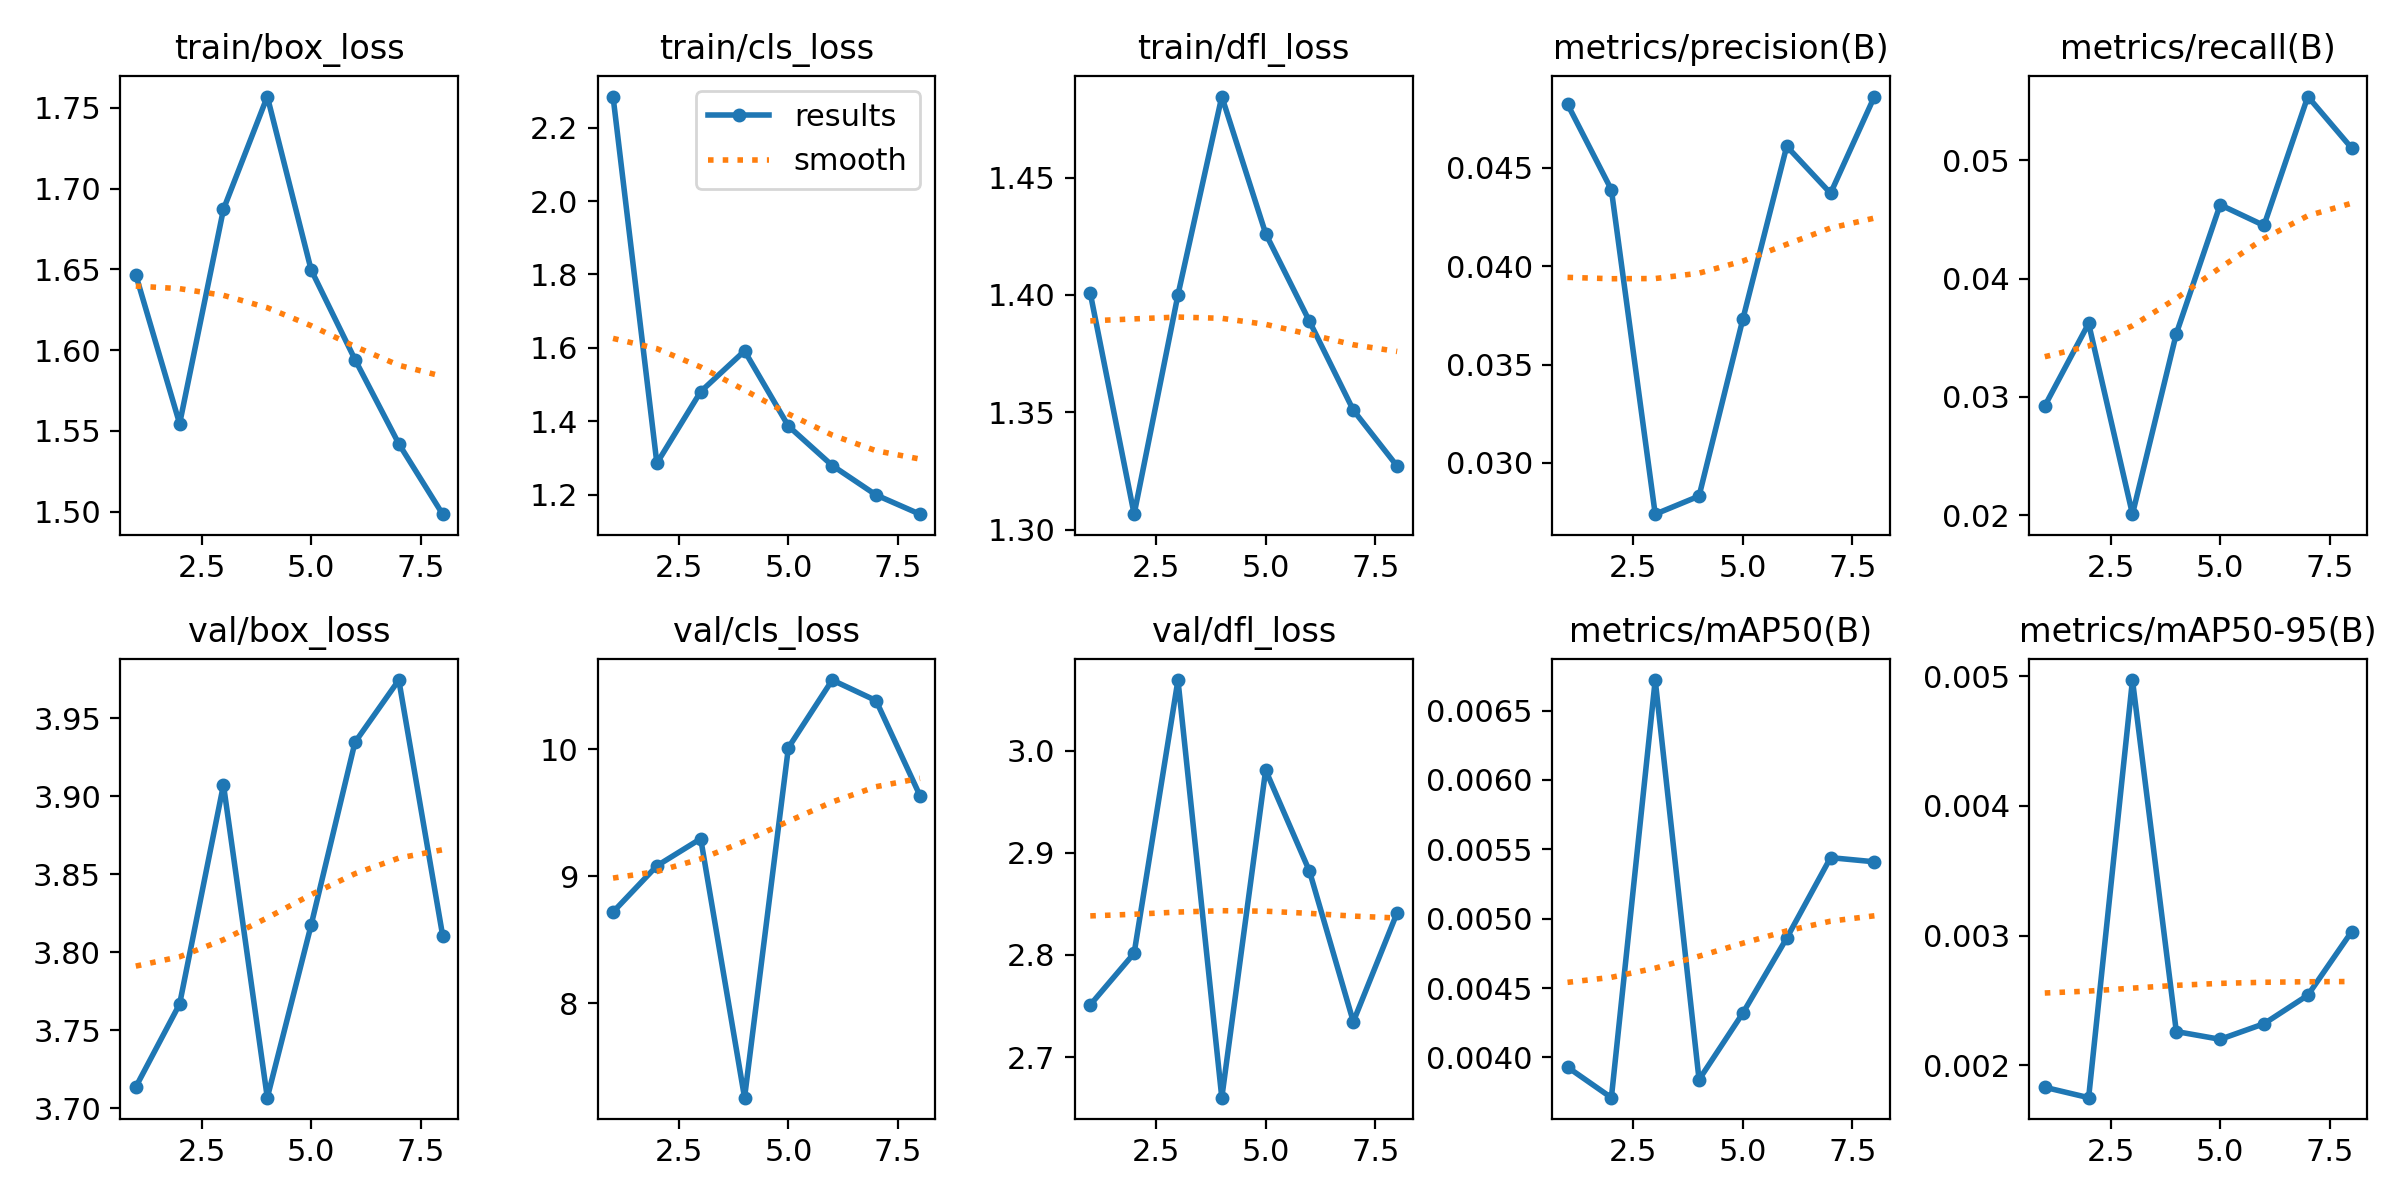 train/box_loss
train/cls_loss
train/dfl_loss
metrics/precision(B)
metrics/recall(B)
1.75
1.70
1.65
1.60
1.55
1.50
2.5 5.0 7.5
results
smooth
2.2
2.0
1.8
1.6
1.4
1.2
2.5 5.0 7.5
1.45
1.40
1.35
1.30
2.5 5.0 7.5
0.045
0.040
0.035
0.030
2.5 5.0 7.5
0.05
0.04
0.03
0.02
2.5 5.0 7.5
val/box_loss
val/cls_loss
val/dfl_loss
metrics/mAP50(B)
metrics/mAP50-95(B)
3.95
3.90
3.85
3.80
3.75
3.70
2.5 5.0 7.5
10
9
8
2.5 5.0 7.5
3.0
2.9
2.8
2.7
2.5 5.0 7.5
0.0065
0.0060
0.0055
0.0050
0.0045
0.0040
2.5 5.0 7.5
0.005
0.004
0.003
0.002
2.5 5.0 7.5